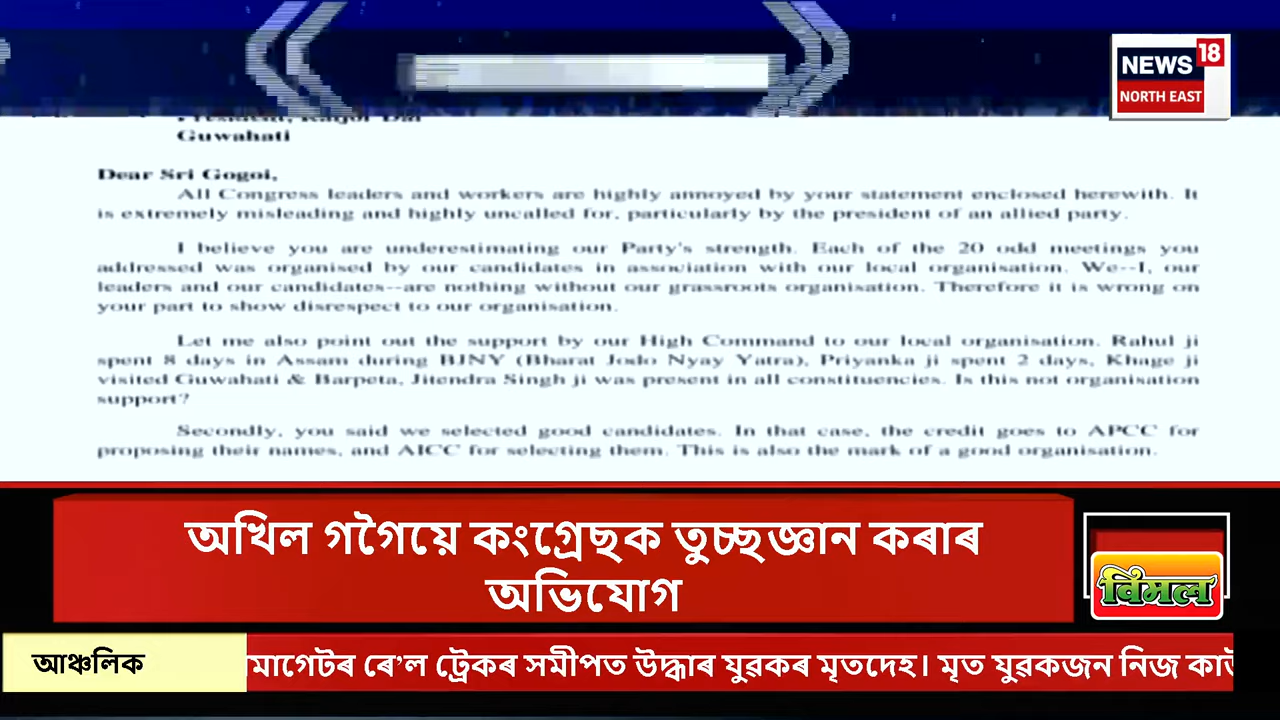 NEWS 18
NORTH EAST
President, Raijor Dal
Guwahati
Dear Sri Gogoi,
All Congress leaders and workers are highly annoyed by your statement enclosed herewith. It
is extremely misleading and highly uncalled for, particularly by the president of an allied party.
I believe you are underestimating our Party's strength. Each of the 20 odd meetings you
addressed was organised by our candidates in association with our local organisation. We--I, our
leaders and our candidates--are nothing without our grassroots organisation. Therefore it is wrong on
your part to show disrespect to our organisation.
Let me also point out the support by our High Command to our local organisation. Rahul ji
spent 8 days in Assam during BJNY (Bharat Jodo Nyay Yatra), Priyanka ji spent 2 days, Khage ji
visited Guwahati & Barpeta, Jitendra Singh ji was present in all constituencies. Is this not organisation
support?
Secondly, you said we selected good candidates. In that case, the credit goes to APCC for
proposing their names, and AICC for selecting them. This is also the mark of a good organisation.
অখিল গগৈয়ে কংগ্ৰেছক তুচ্ছজ্ঞান কৰাৰ
অভিযোগ
विमल
আঞ্চলিক
মাগেটৰ ৰে'ল ট্ৰেকৰ সমীপত উদ্ধাৰ যুৱকৰ মৃতদেহ। মৃত যুৱকজন নিজ